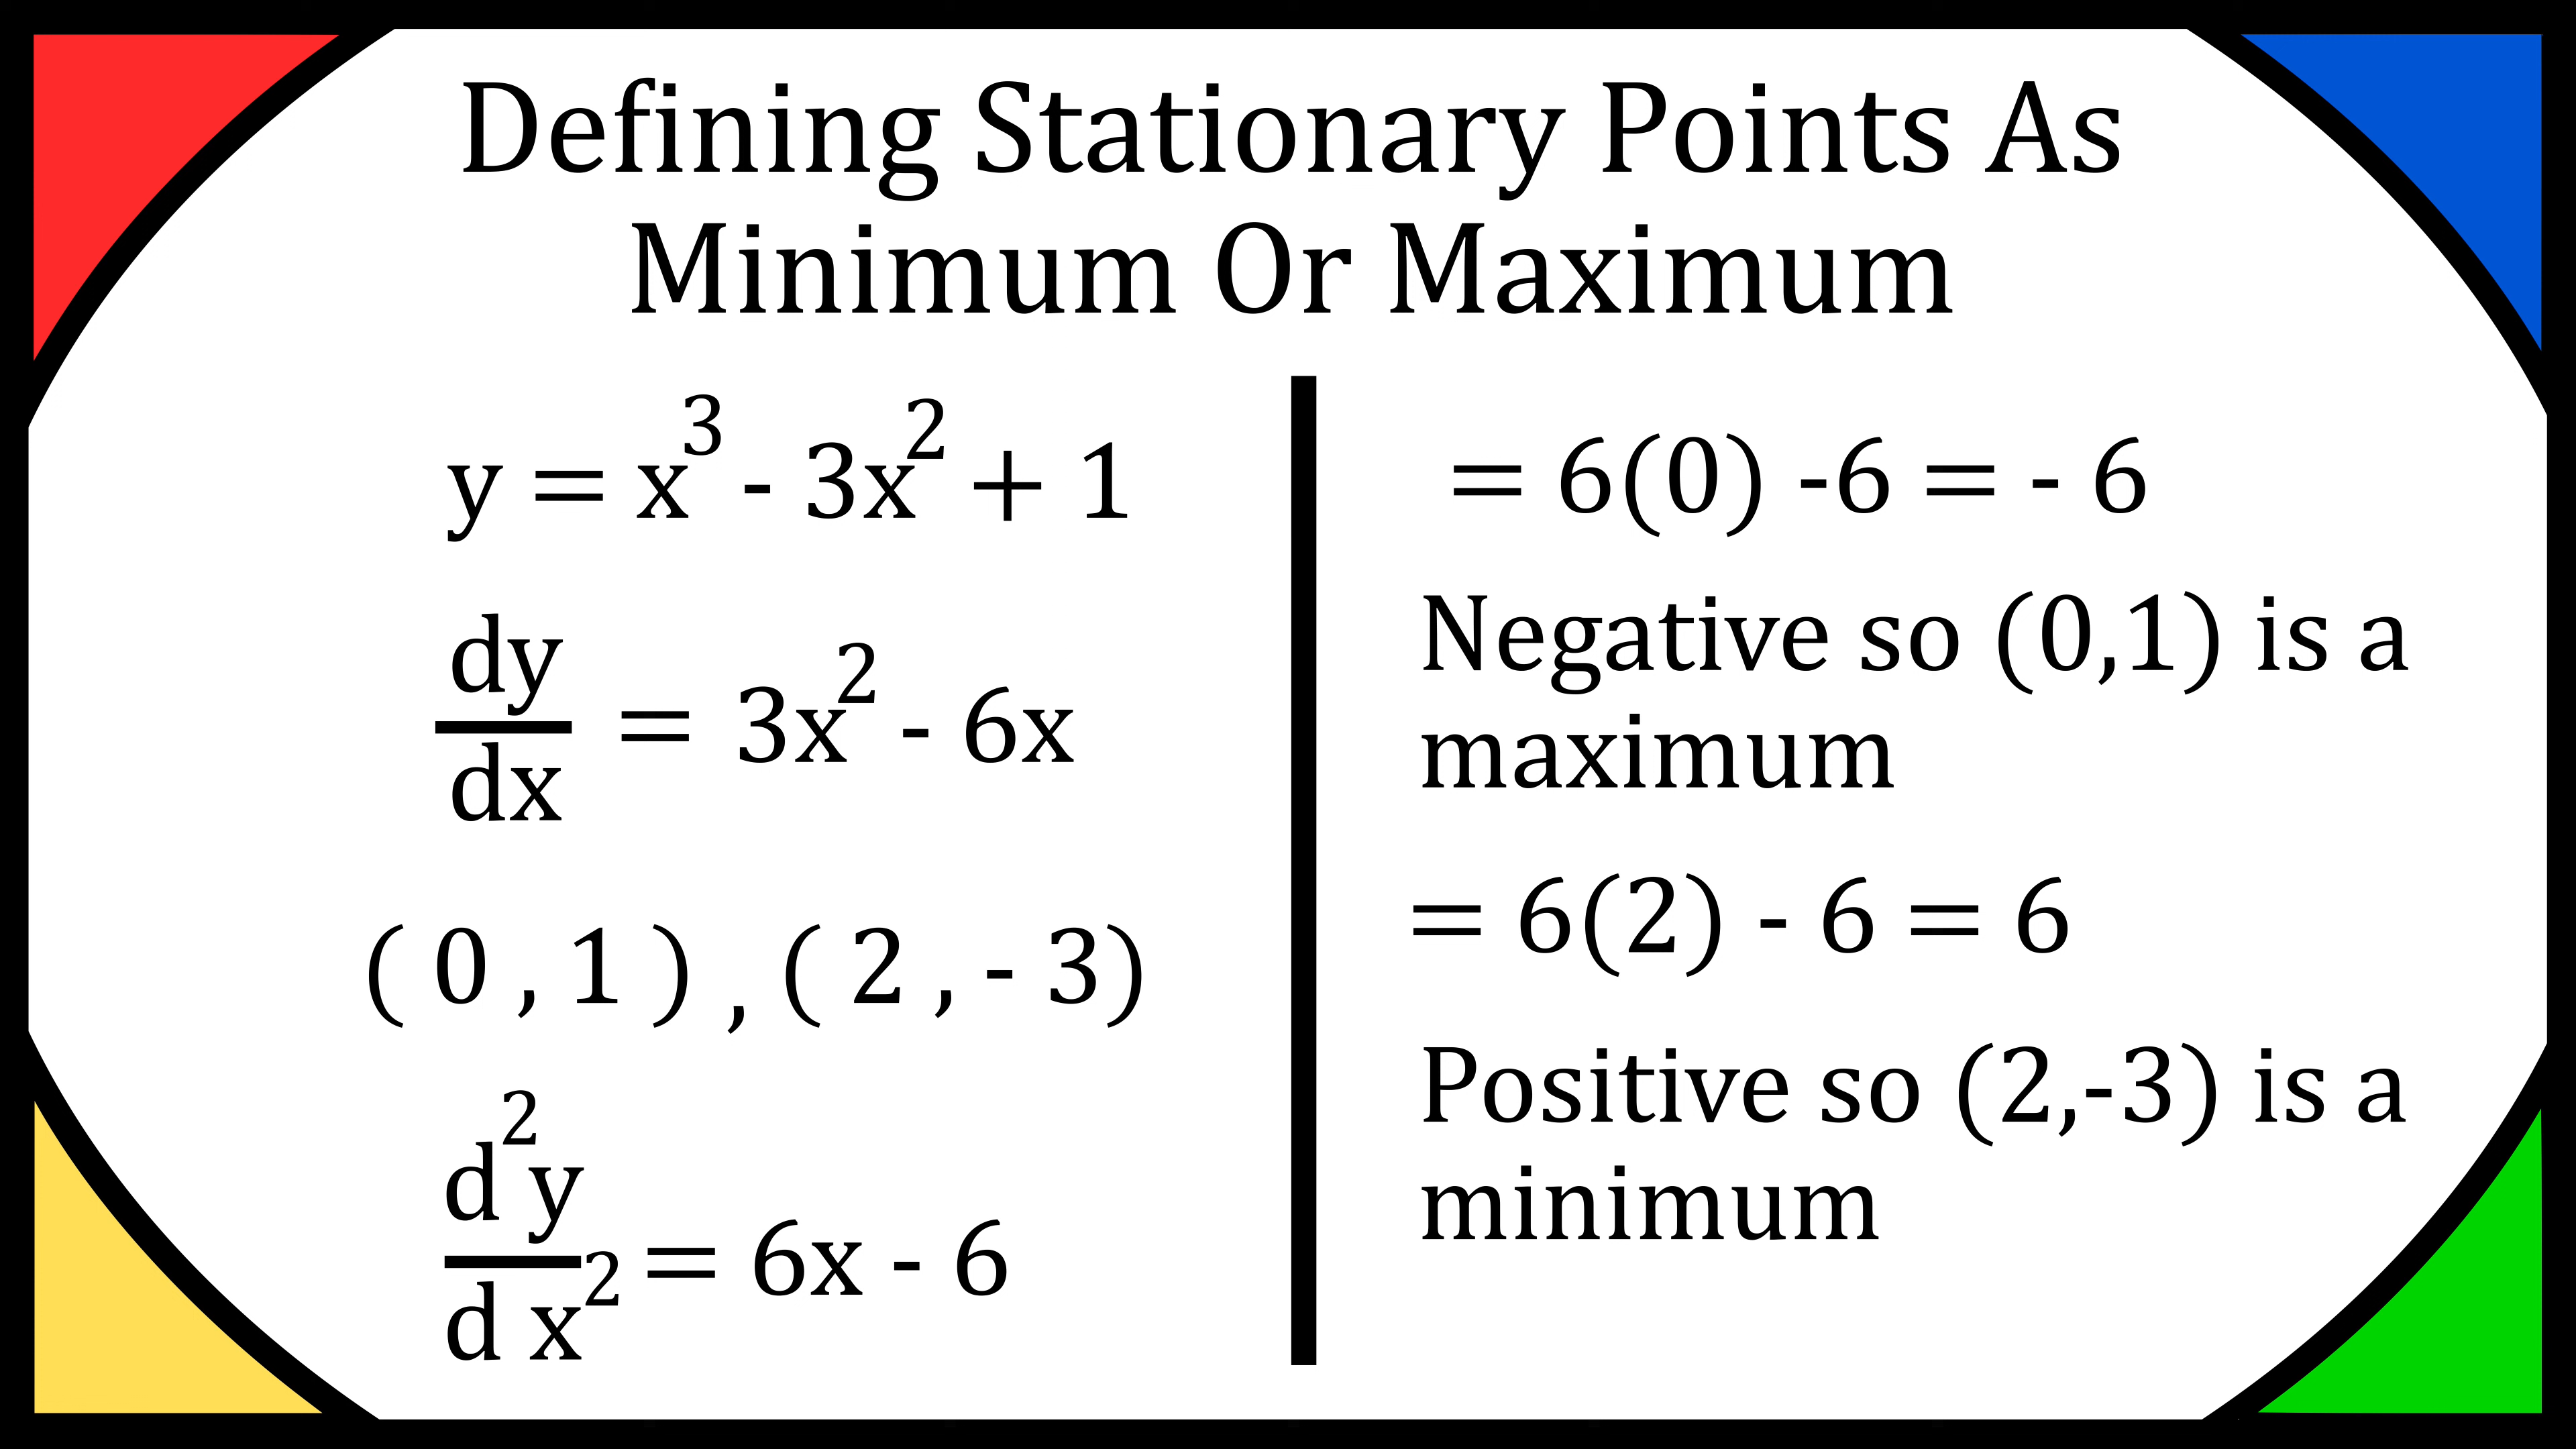 Defining Stationary Points As
Minimum Or Maximum
y = x³ - 3x² + 1
dy
dx
= 3x² - 6x
( 0 , 1 ) , ( 2 , - 3)
d²y
d x²
= 6x - 6
= 6(0) -6 = - 6
Negative so (0,1) is a
maximum
= 6(2) - 6 = 6
Positive so (2,-3) is a
minimum